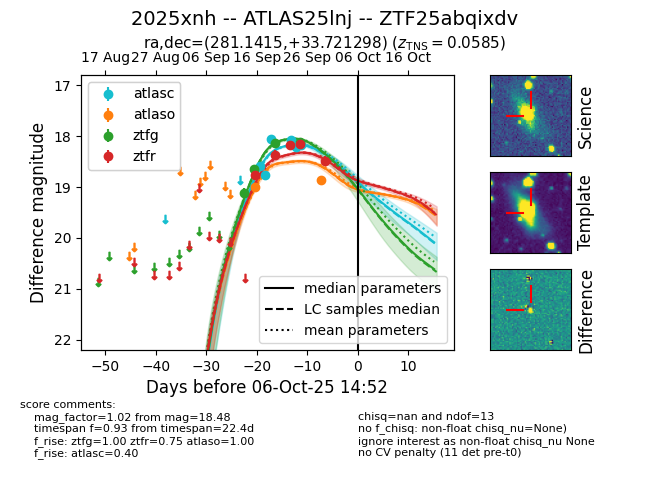 2025xnh -- ATLAS25lnj -- ZTF25abqixdv
ra,dec=(281.1415,+33.721298) (z_TNS = 0.0585)
17 Aug 27 Aug 06 Sep 16 Sep 26 Sep 06 Oct 16 Oct
17
18
19
20
21
22
Difference magnitude
atlasc
atlaso
ztfg
ztfr
median parameters
LC samples median
mean parameters
−50 −40 −30 −20 −10 0 10
Days before 06-Oct-25 14:52
Science
Template
Difference
score comments:
mag_factor=1.02 from mag=18.48
timespan f=0.93 from timespan=22.4d
f_rise: ztfg=1.00 ztfr=0.75 atlaso=1.00
f_rise: atlasc=0.40
chisq=nan and ndof=13
no f_chisq: non-float chisq_nu=None)
ignore interest as non-float chisq_nu None
no CV penalty (11 det pre-t0)